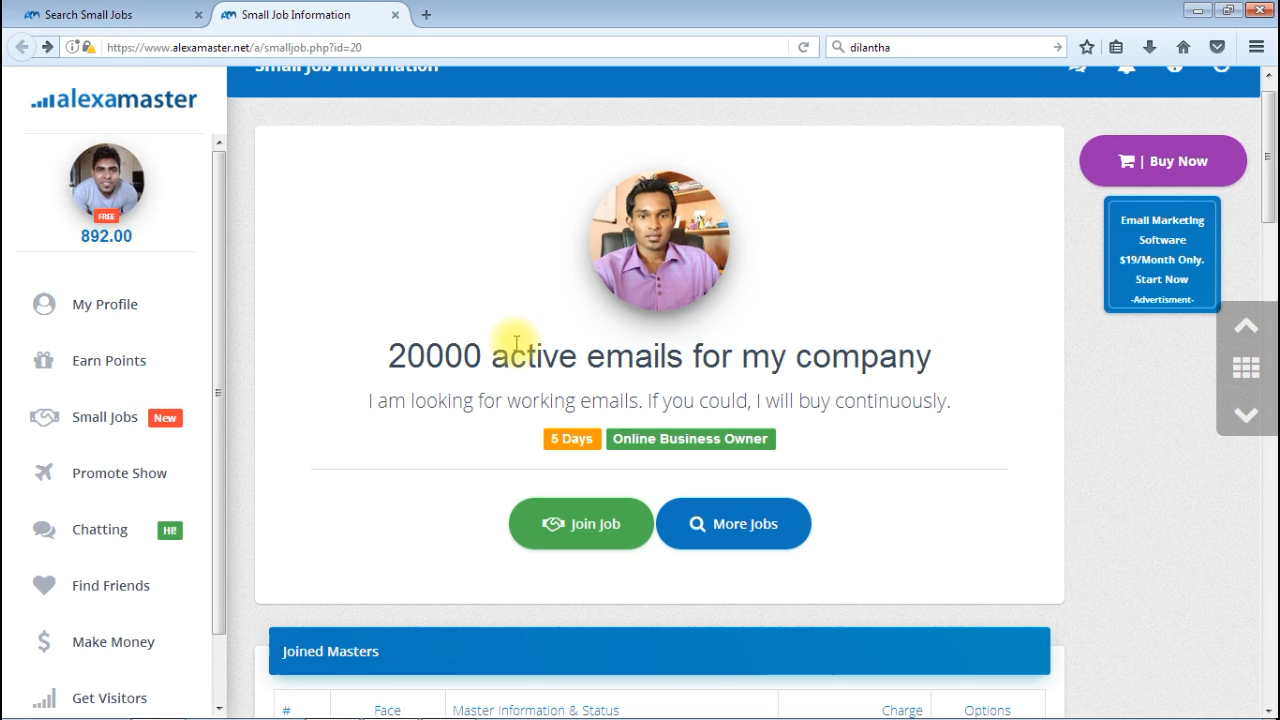 Search Small Jobs
Small Job Information
https://www.alexamaster.net/a/smalljob.php?id=20
dilantha
Small Job Information
alexamaster
FREE
892.00
My Profile
Earn Points
Small Jobs New
Promote Show
Chatting HI!
Find Friends
Make Money
Get Visitors
20000 active emails for my company
I am looking for working emails. If you could, I will buy continuously.
5 Days Online Business Owner
Join Job More Jobs
Joined Masters
# Face Master Information & Status Charge Options
| Buy Now
Email Marketing
Software
$19/Month Only.
Start Now
-Advertisment-